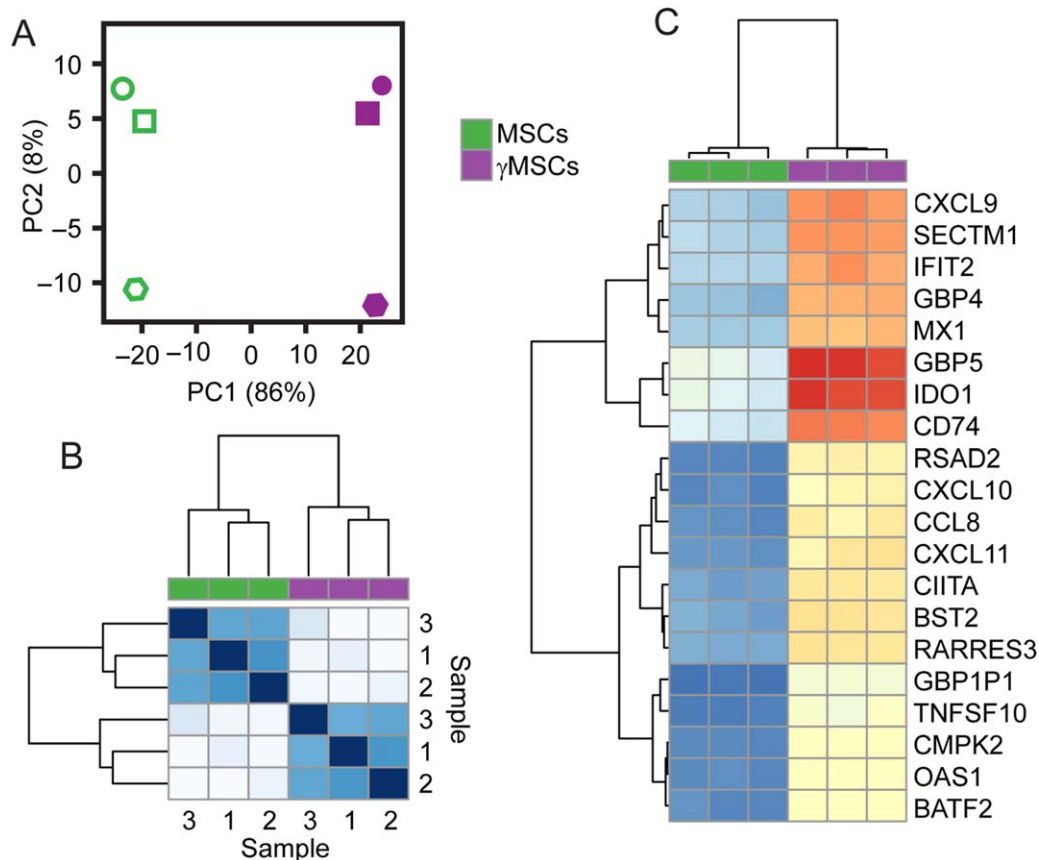 A
10
5
0
−5
−10
PC2 (8%)
−20
−10
0
10
20
PC1 (86%)
MSCs
γMSCs
B
3
1
2
3
1
2
Sample
3 1 2 3 1 2
Sample
C
CXCL9
SECTM1
IFIT2
GBP4
MX1
GBP5
IDO1
CD74
RSAD2
CXCL10
CCL8
CXCL11
CIITA
BST2
RARRES3
GBP1P1
TNFSF10
CMPK2
OAS1
BATF2